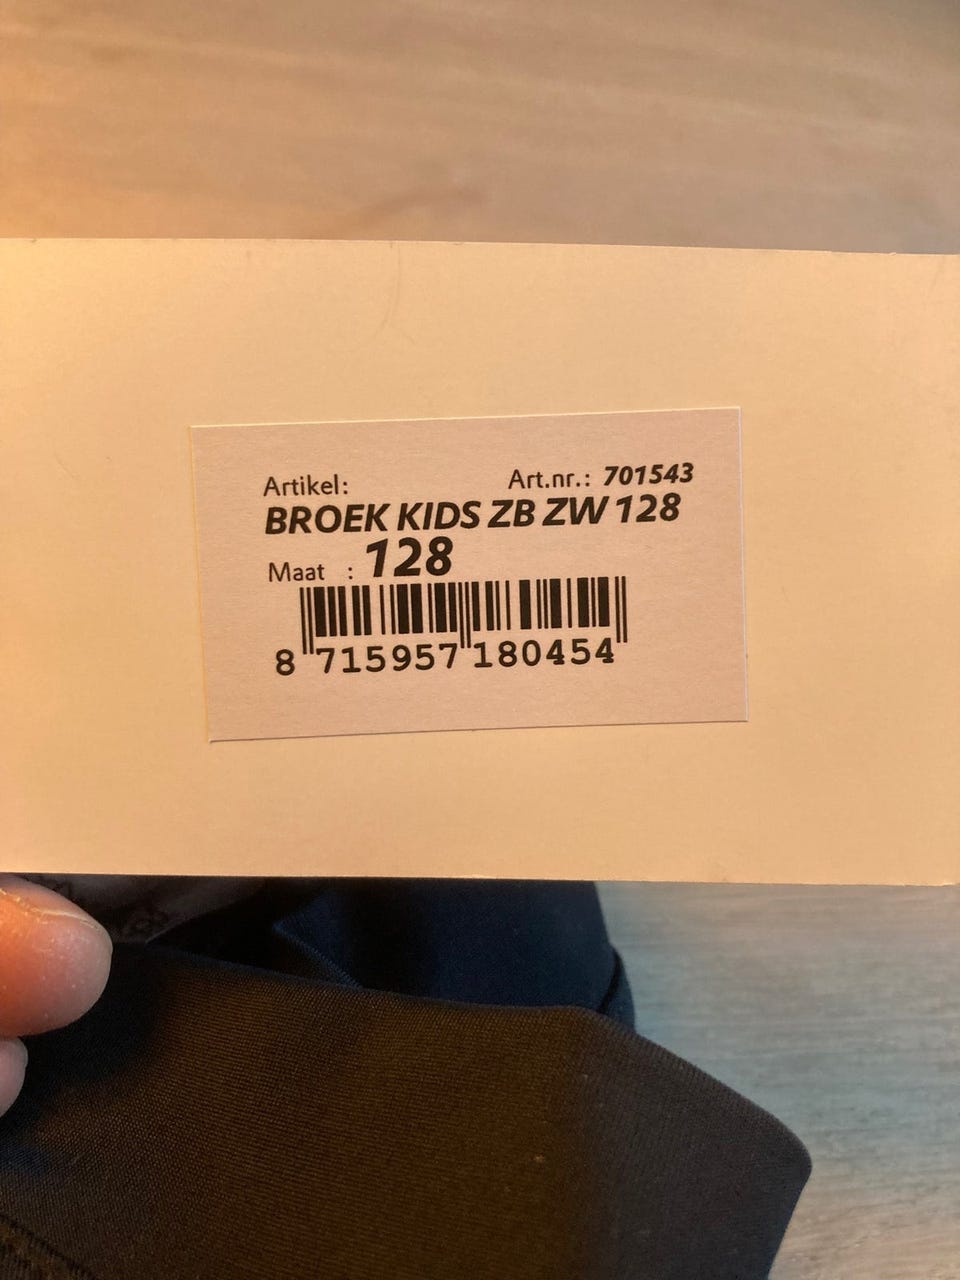 Artikel: Art.nr.: 701543
BROEK KIDS ZB ZW 128
Maat : 128
8 715957 180454